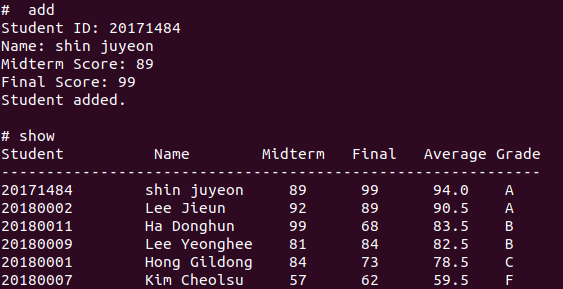 #  add
Student ID: 20171484
Name: shin juyeon
Midterm Score: 89
Final Score: 99
Student added.
# show
Student          Name        Midterm   Final   Average Grade
------------------------------------------------------------
20171484        shin juyeon     89      99      94.0    A
20180002        Lee Jieun       92      89      90.5    A
20180011        Ha Donghun      99      68      83.5    B
20180009        Lee Yeonghee    81      84      82.5    B
20180001        Hong Gildong    84      73      78.5    C
20180007        Kim Cheolsu     57      62      59.5    F